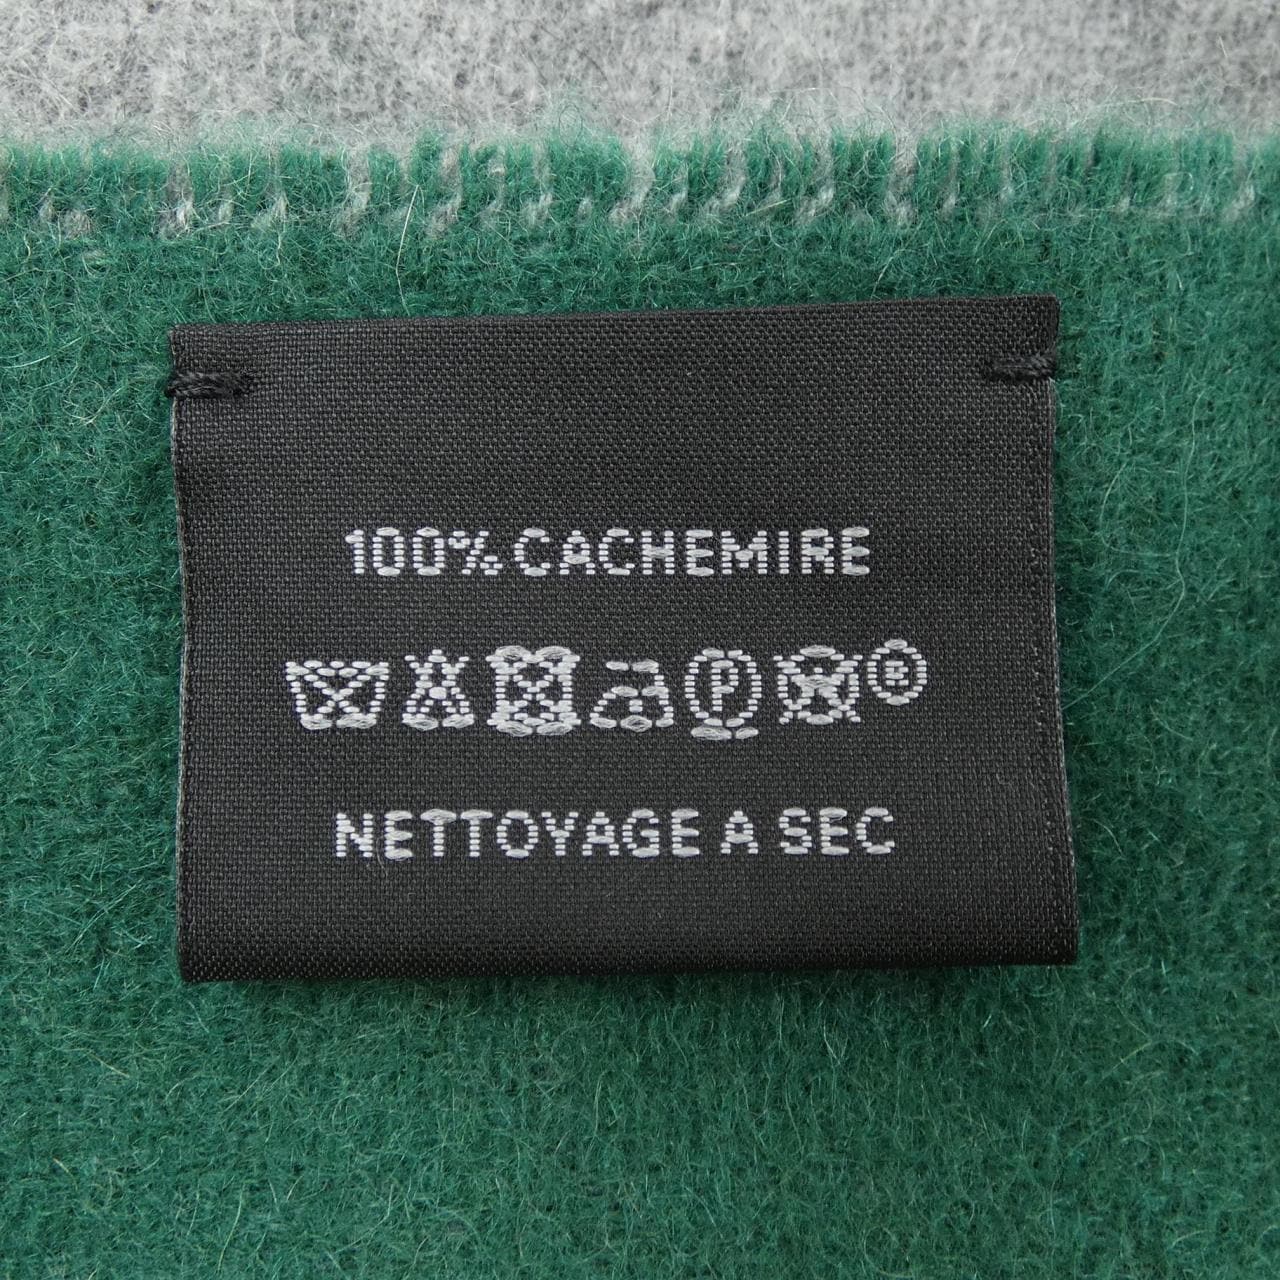 100% CACHEMIRE
P ®
NETTOYAGE A SEC